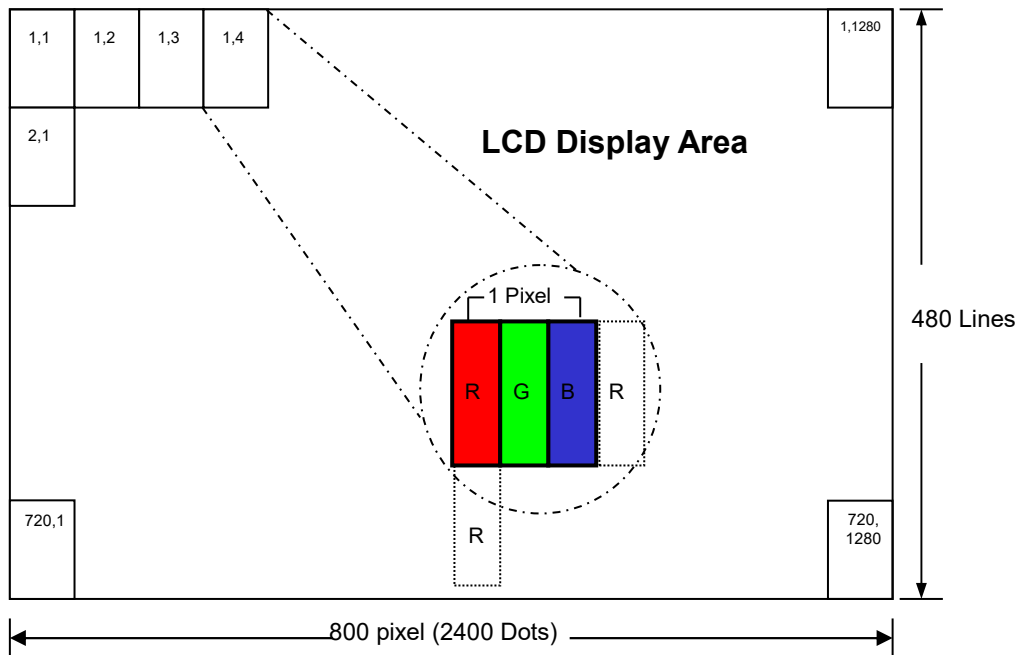 1,1 1,2 1,3 1,4 1,1280
2,1
LCD Display Area
1 Pixel
480 Lines
R G B R
720,1
720,
1280
R
800 pixel (2400 Dots)